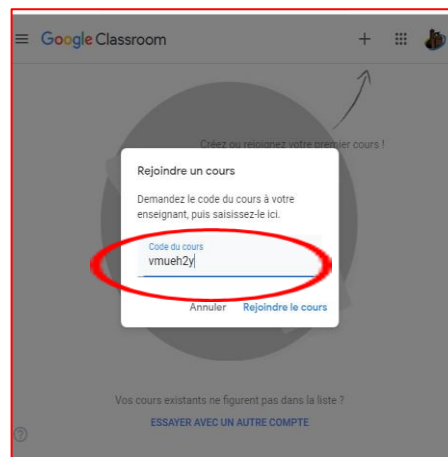 Google Classroom
Créez ou rejoignez votre premier cours !
Rejoindre un cours
Demandez le code du cours à votre
enseignant, puis saisissez-le ici.
Code du cours
vmueh2y
Annuler Rejoindre le cours
Vos cours existants ne figurent pas dans la liste ?
ESSAYER AVEC UN AUTRE COMPTE